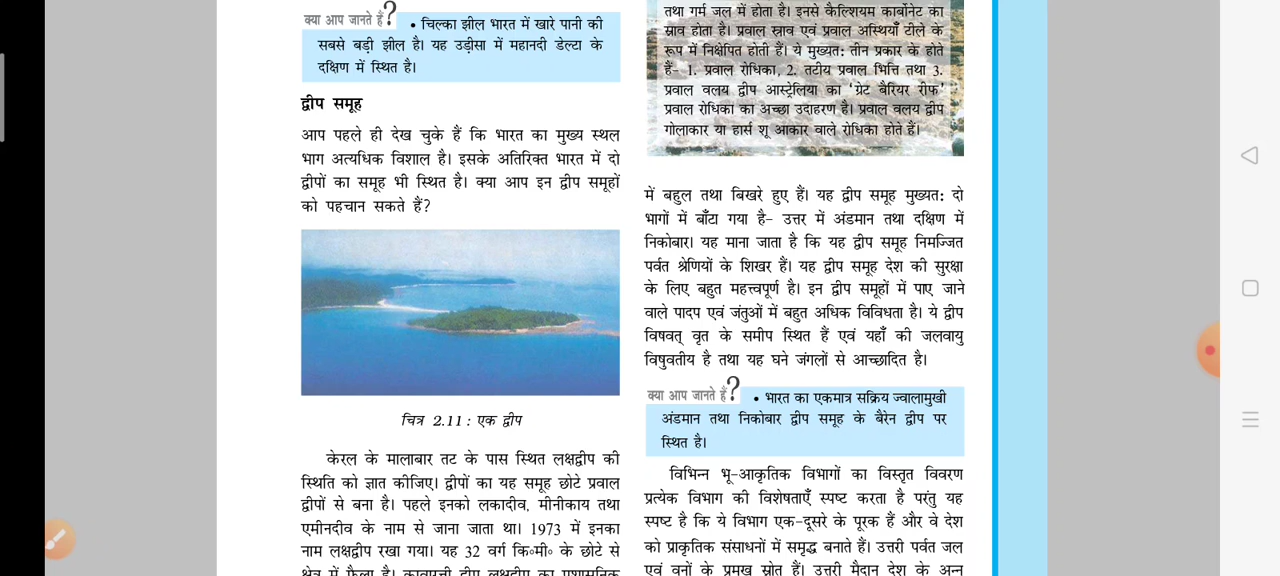 क्या आप जानते हैं? • चिल्का झील भारत में खारे पानी की
सबसे बड़ी झील है। यह उड़ीसा में महानदी डेल्टा के
दक्षिण में स्थित है।
द्वीप समूह
आप पहले ही देख चुके हैं कि भारत का मुख्य स्थल
भाग अत्यधिक विशाल है। इसके अतिरिक्त भारत में दो
द्वीपों का समूह भी स्थित है। क्या आप इन द्वीप समूहों
को पहचान सकते हैं?
चित्र 2.11 : एक द्वीप
केरल के मालाबार तट के पास स्थित लक्षद्वीप की
स्थिति को ज्ञात कीजिए। द्वीपों का यह समूह छोटे प्रवाल
द्वीपों से बना है। पहले इनको लकादीव, मीनीकाय तथा
एमीनदीव के नाम से जाना जाता था। 1973 में इनका
नाम लक्षद्वीप रखा गया। यह 32 वर्ग कि॰मी॰ के छोटे से
क्षेत्र में फैला है। कावारत्ती द्वीप लक्षद्वीप का प्रशासनिक
तथा गर्म जल में होता है। इनसे कैल्शियम कार्बोनेट का
स्राव होता है। प्रवाल स्राव एवं प्रवाल अस्थियाँ टीले के
रूप में निक्षेपित होती हैं। ये मुख्यत: तीन प्रकार के होते
हैं- 1. प्रवाल रोधिका, 2. तटीय प्रवाल भित्ति तथा 3.
प्रवाल वलय द्वीप आस्ट्रेलिया का ‘ग्रेट बैरियर रीफ’
प्रवाल रोधिका का अच्छा उदाहरण है। प्रवाल वलय द्वीप
गोलाकार या हार्स शू आकार वाले रोधिका होते हैं।
में बहुल तथा बिखरे हुए हैं। यह द्वीप समूह मुख्यत: दो
भागों में बाँटा गया है- उत्तर में अंडमान तथा दक्षिण में
निकोबार। यह माना जाता है कि यह द्वीप समूह निमज्जित
पर्वत श्रेणियों के शिखर हैं। यह द्वीप समूह देश की सुरक्षा
के लिए बहुत महत्त्वपूर्ण है। इन द्वीप समूहों में पाए जाने
वाले पादप एवं जंतुओं में बहुत अधिक विविधता है। ये द्वीप
विषवत् वृत के समीप स्थित हैं एवं यहाँ की जलवायु
विषुवतीय है तथा यह घने जंगलों से आच्छादित है।
क्या आप जानते हैं? • भारत का एकमात्र सक्रिय ज्वालामुखी
अंडमान तथा निकोबार द्वीप समूह के बैरेन द्वीप पर
स्थित है।
विभिन्न भू-आकृतिक विभागों का विस्तृत विवरण
प्रत्येक विभाग की विशेषताएँ स्पष्ट करता है परंतु यह
स्पष्ट है कि ये विभाग एक-दूसरे के पूरक हैं और वे देश
को प्राकृतिक संसाधनों में समृद्ध बनाते हैं। उत्तरी पर्वत जल
एवं वनों के प्रमुख स्रोत हैं। उत्तरी मैदान देश के अन्न